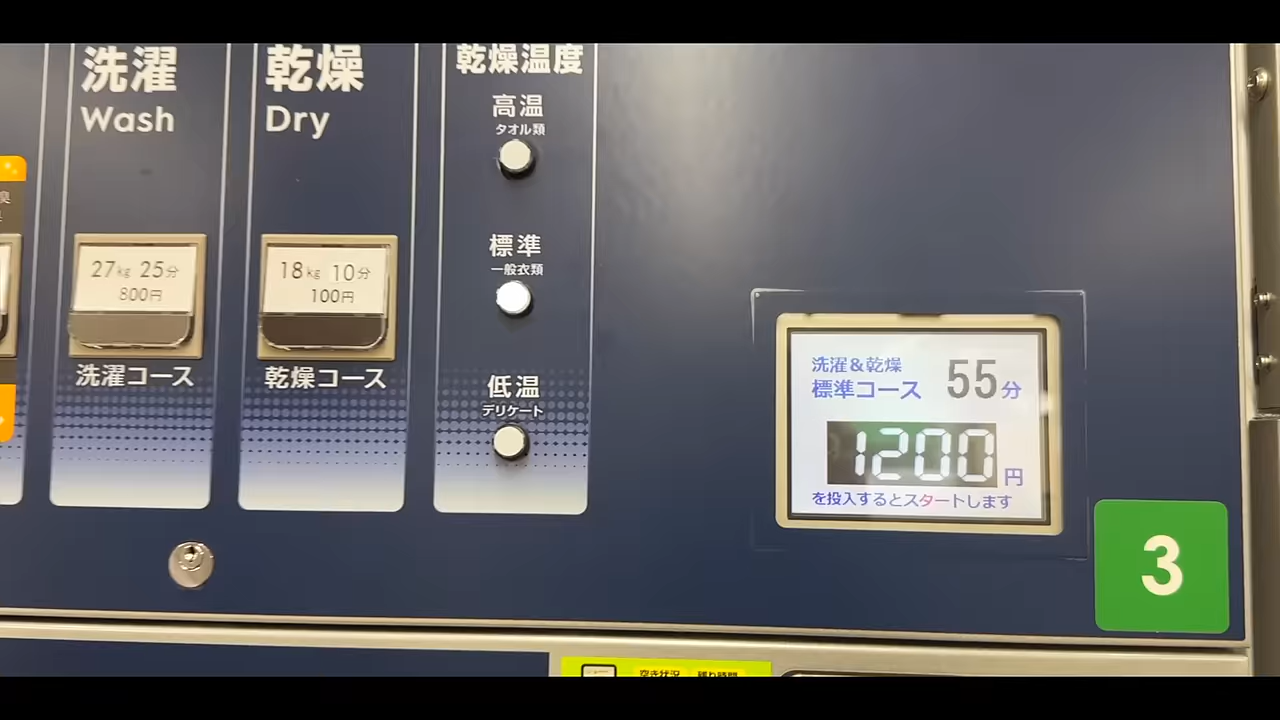 洗濯
Wash
27kg 25分
800円
洗濯コース
乾燥
Dry
18kg 10分
100円
乾燥コース
乾燥温度
高温
タオル類
標準
一般衣類
低温
デリケート
洗濯&乾燥
標準コース 55分
1200円
を投入するとスタートします
3
空き状況 残り時間